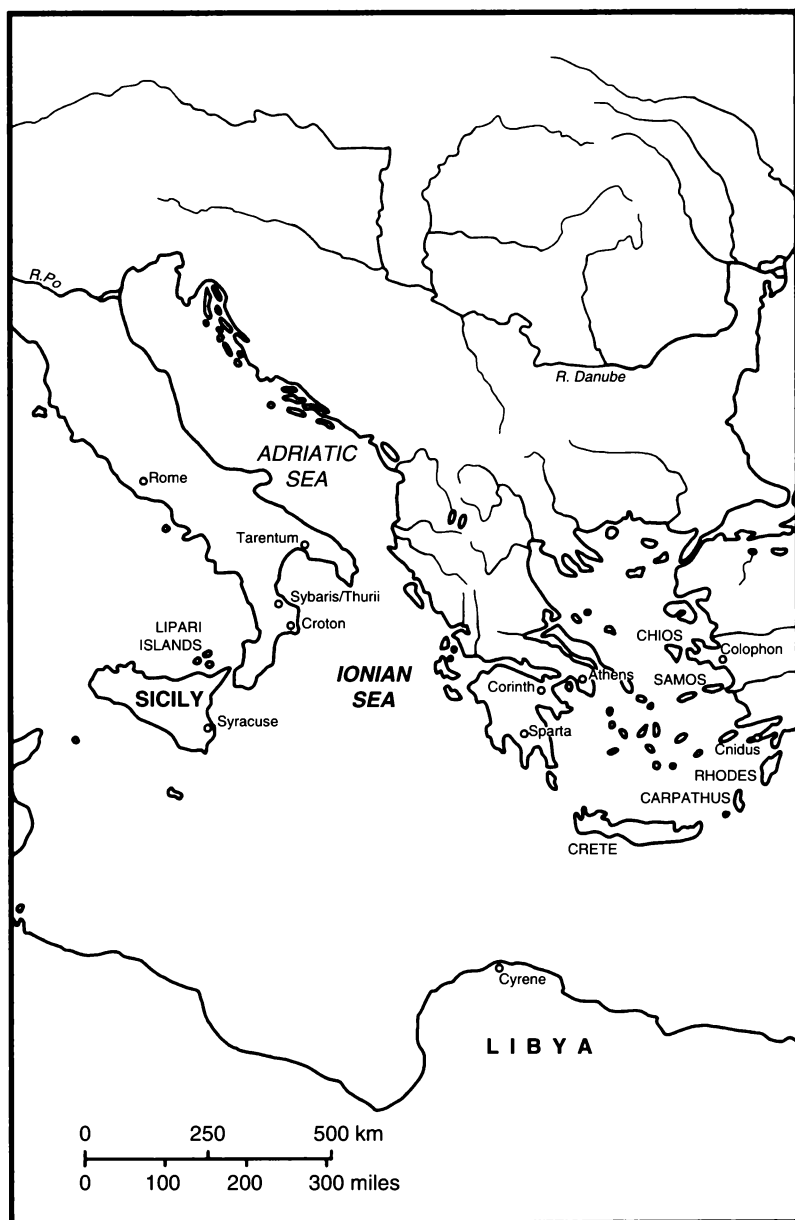 R.Po
R. Danube
ADRIATIC
SEA
Rome
Tarentum
Sybaris/Thurii
LIPARI
ISLANDS
Croton
CHIOS
Colophon
IONIAN
SEA
SICILY
Corinth
Athens
SAMOS
Syracuse
Sparta
Cnidus
RHODES
CARPATHUS
CRETE
Cyrene
LIBYA
0 250 500 km
0 100 200 300 miles